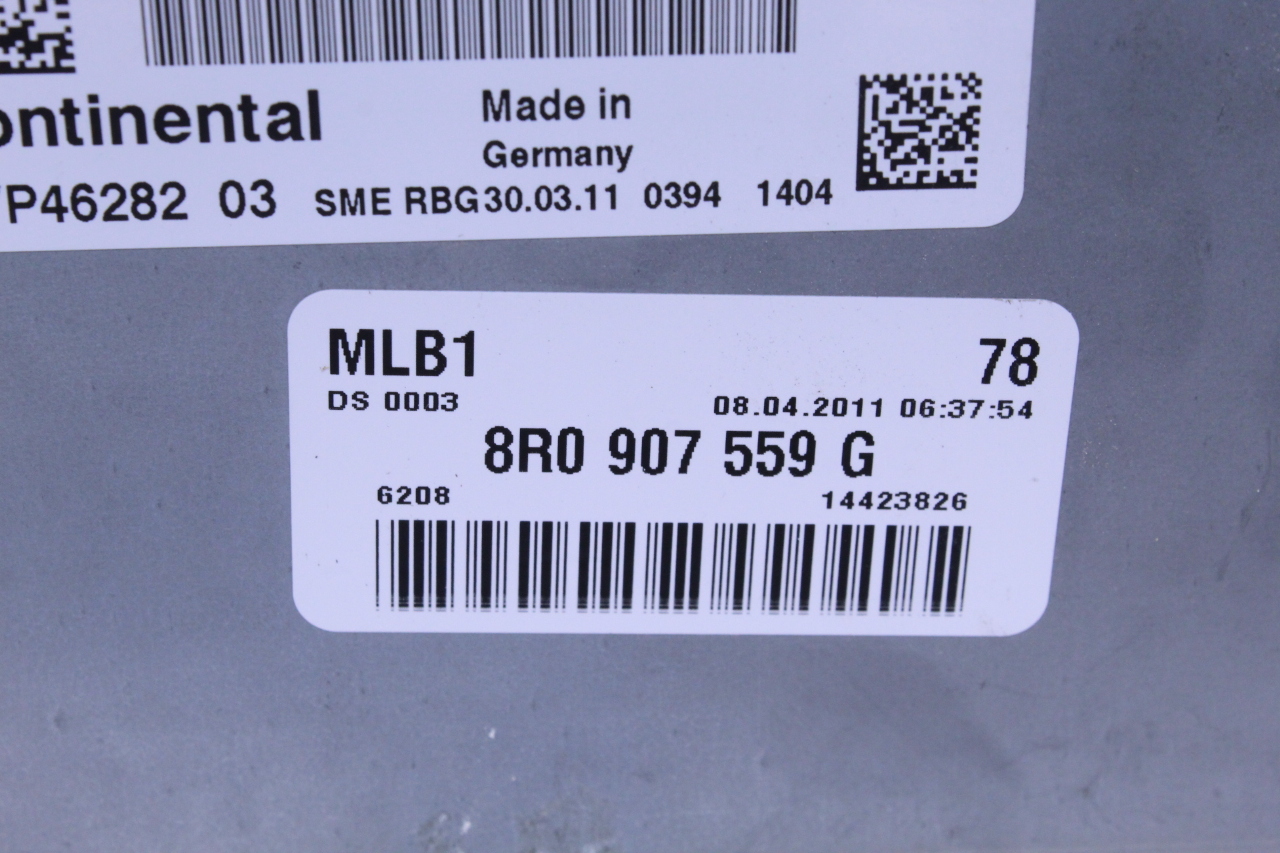 ontinental
Made in
Germany
P46282 03 SME RBG30.03.11 0394 1404
MLB1 78
DS 0003 08.04.2011 06:37:54
8R0 907 559 G
6208 14423826